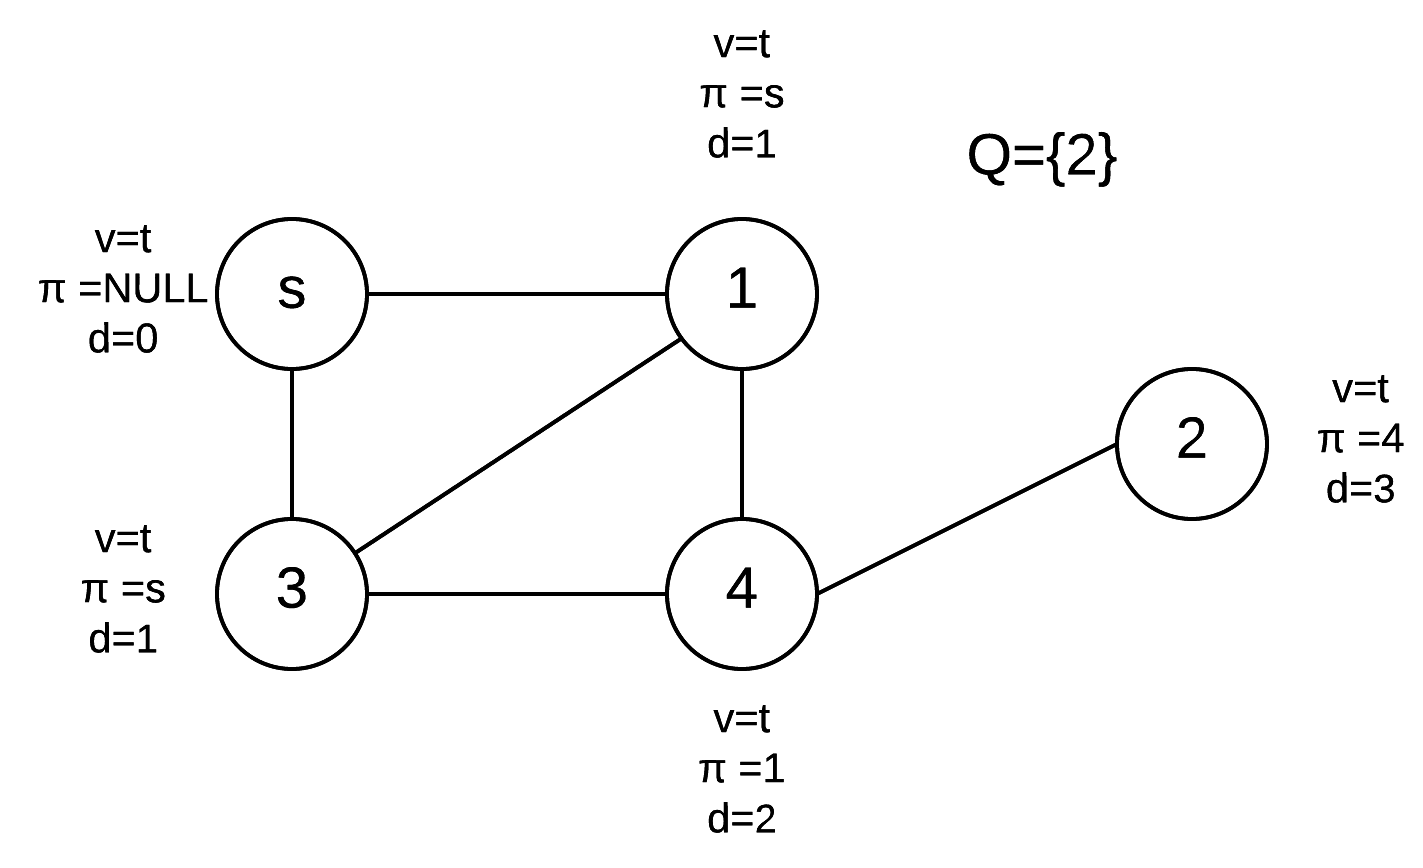 v=t
π =s
d=1
Q={2}
v=t
π =NULL
d=0
s
1
v=t
π =4
d=3
2
v=t
π =s
d=1
3
4
v=t
π =1
d=2